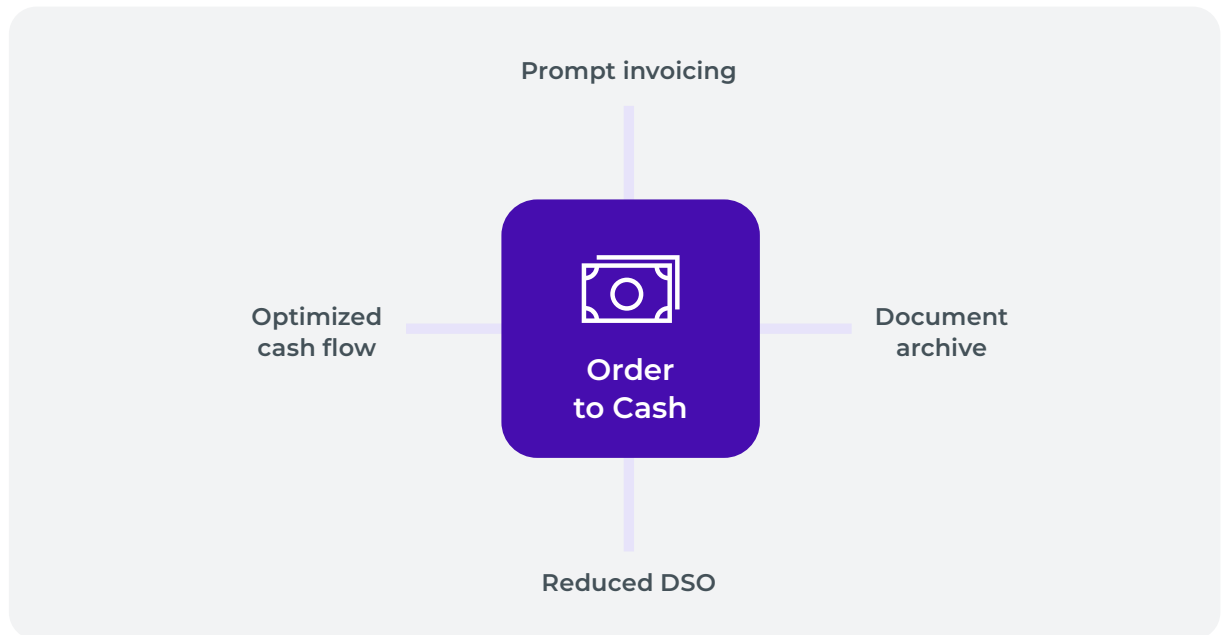 Prompt invoicing
Optimized
cash flow
Order
to Cash
Document
archive
Reduced DSO